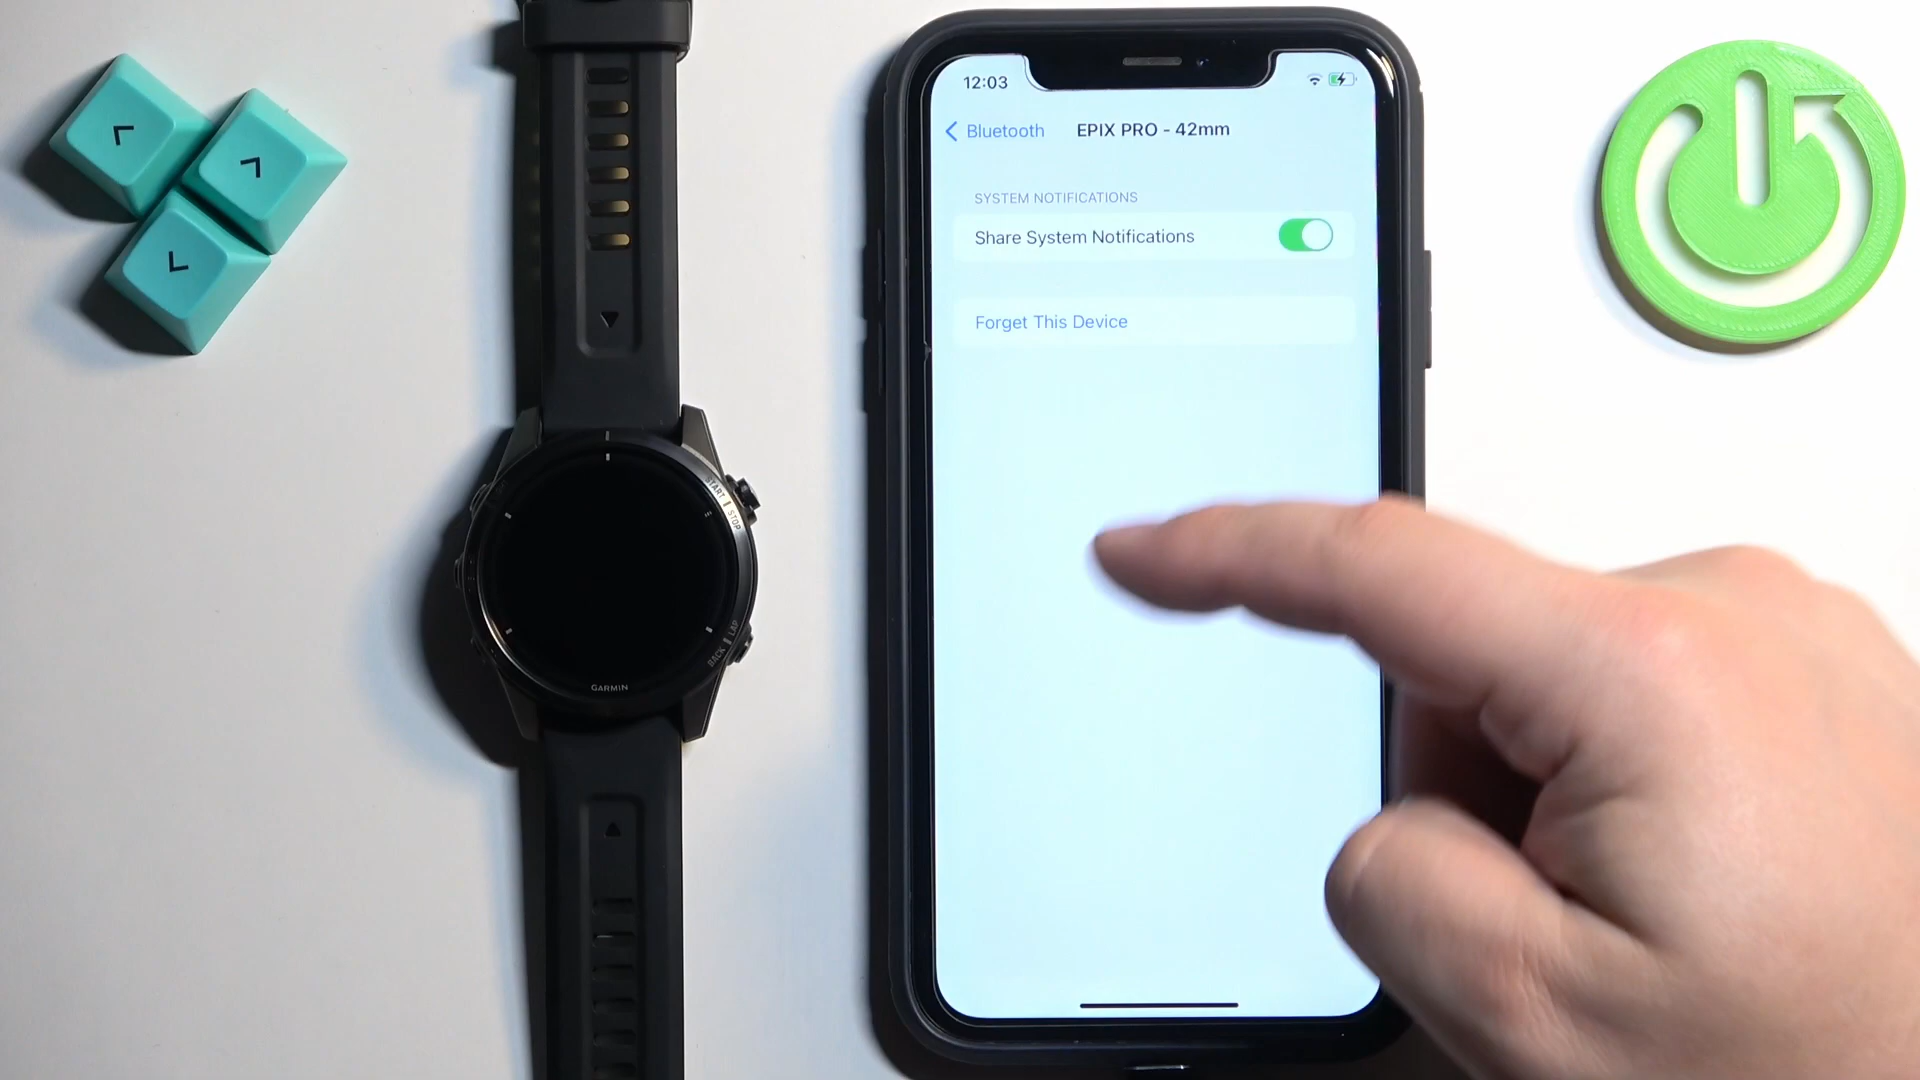 12:03
Bluetooth
EPIX PRO - 42mm
SYSTEM NOTIFICATIONS
Share System Notifications
Forget This Device
START
STOP
LAP
BACK
GARMIN